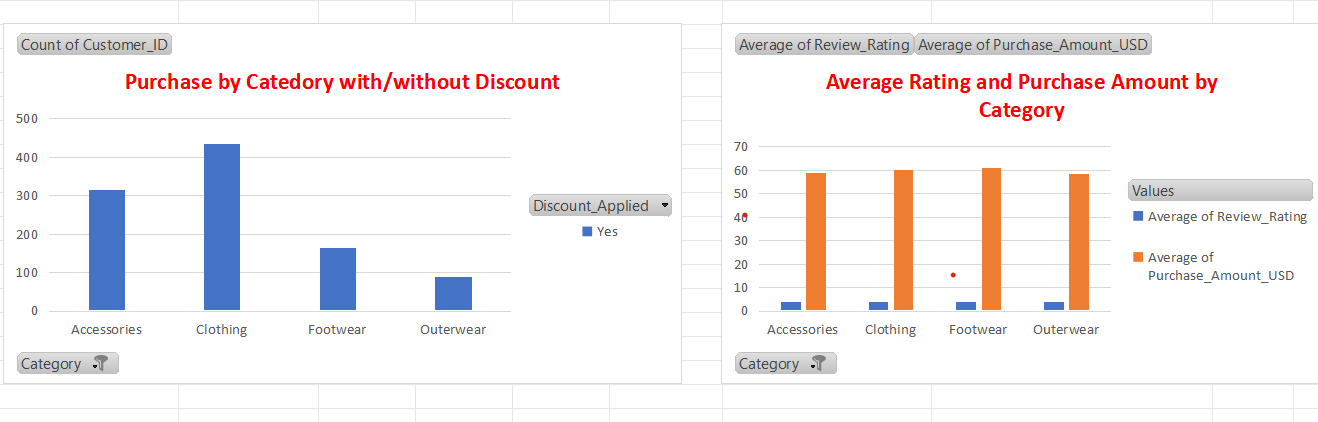 Count of Customer_ID
Purchase by Catedory with/without Discount
500
400
300
200
100
0
Accessories Clothing Footwear Outerwear
Discount_Applied
Yes
Category
Average of Review_Rating Average of Purchase_Amount_USD
Average Rating and Purchase Amount by
Category
70
60
50
40
30
20
10
0
Accessories Clothing Footwear Outerwear
Values
Average of Review_Rating
Average of
Purchase_Amount_USD
Category